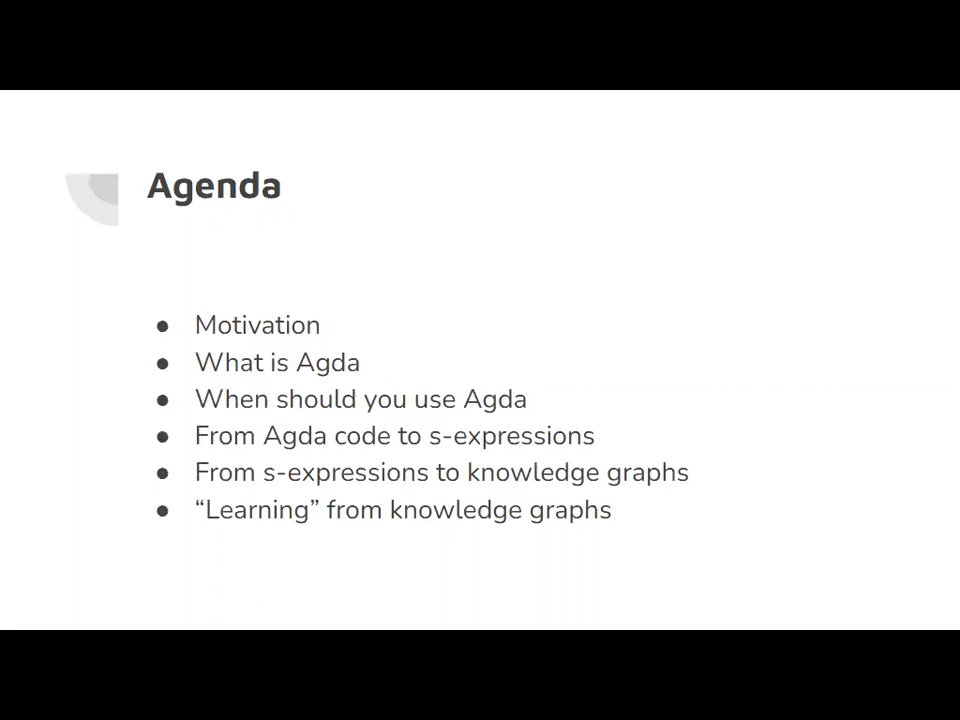 Agenda
● Motivation
● What is Agda
● When should you use Agda
● From Agda code to s-expressions
● From s-expressions to knowledge graphs
● “Learning” from knowledge graphs